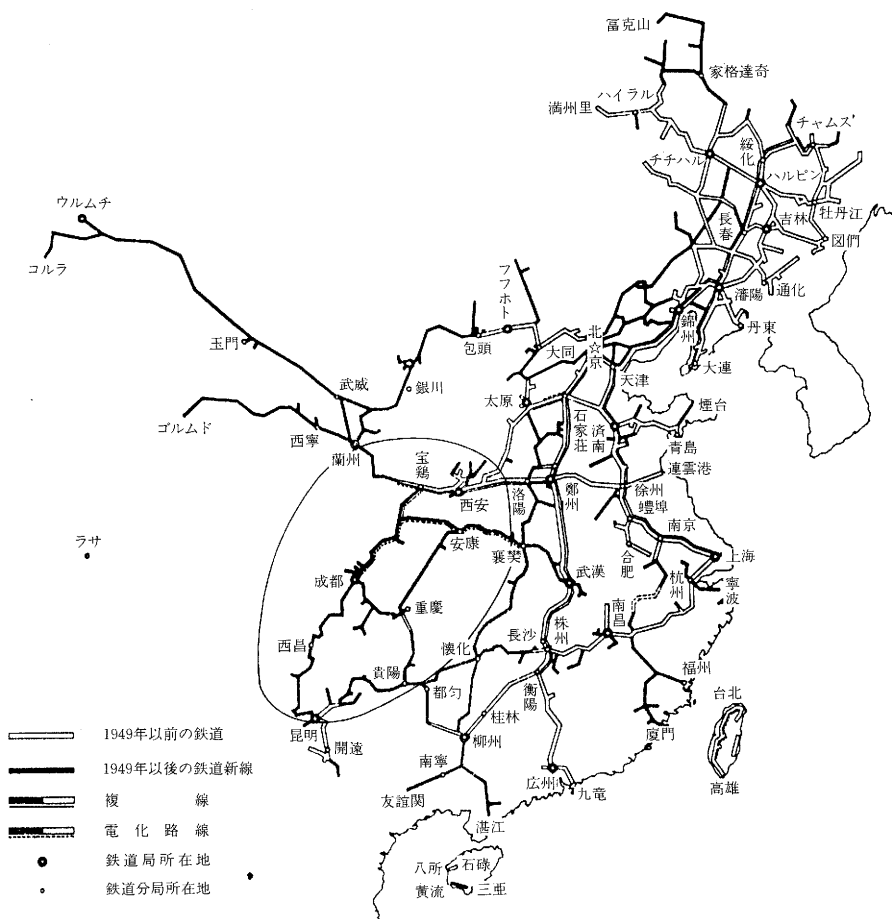 冨克山
家格達奇
ハイラル
満州里
チャムス
綏化
チチハル
ハルピン
牡丹江
吉林
長春
図們
ウルムチ
コルラ
フフホト
瀋陽
通化
錦州
丹東
北☆京
大同
包頭
大連
天津
玉門
銀川
武威
太原
石家荘
済南
煙台
青島
ゴルムド
西寧
蘭州
宝鶏
西安
洛陽
鄭州
連雲港
徐州
蚌埠
南京
合肥
上海
安康
襄樊
ラサ
成都
武漢
杭州
寧波
重慶
南昌
西昌
長沙
株州
懐化
貴陽
都匀
衡陽
福州
台北
昆明
開遠
桂林
柳州
厦門
高雄
南寧
友誼関
広州
九竜
湛江
八所
石碌
黄流
三亜
1949年以前の鉄道
1949年以後の鉄道新線
複線
電化路線
鉄道局所在地
鉄道分局所在地